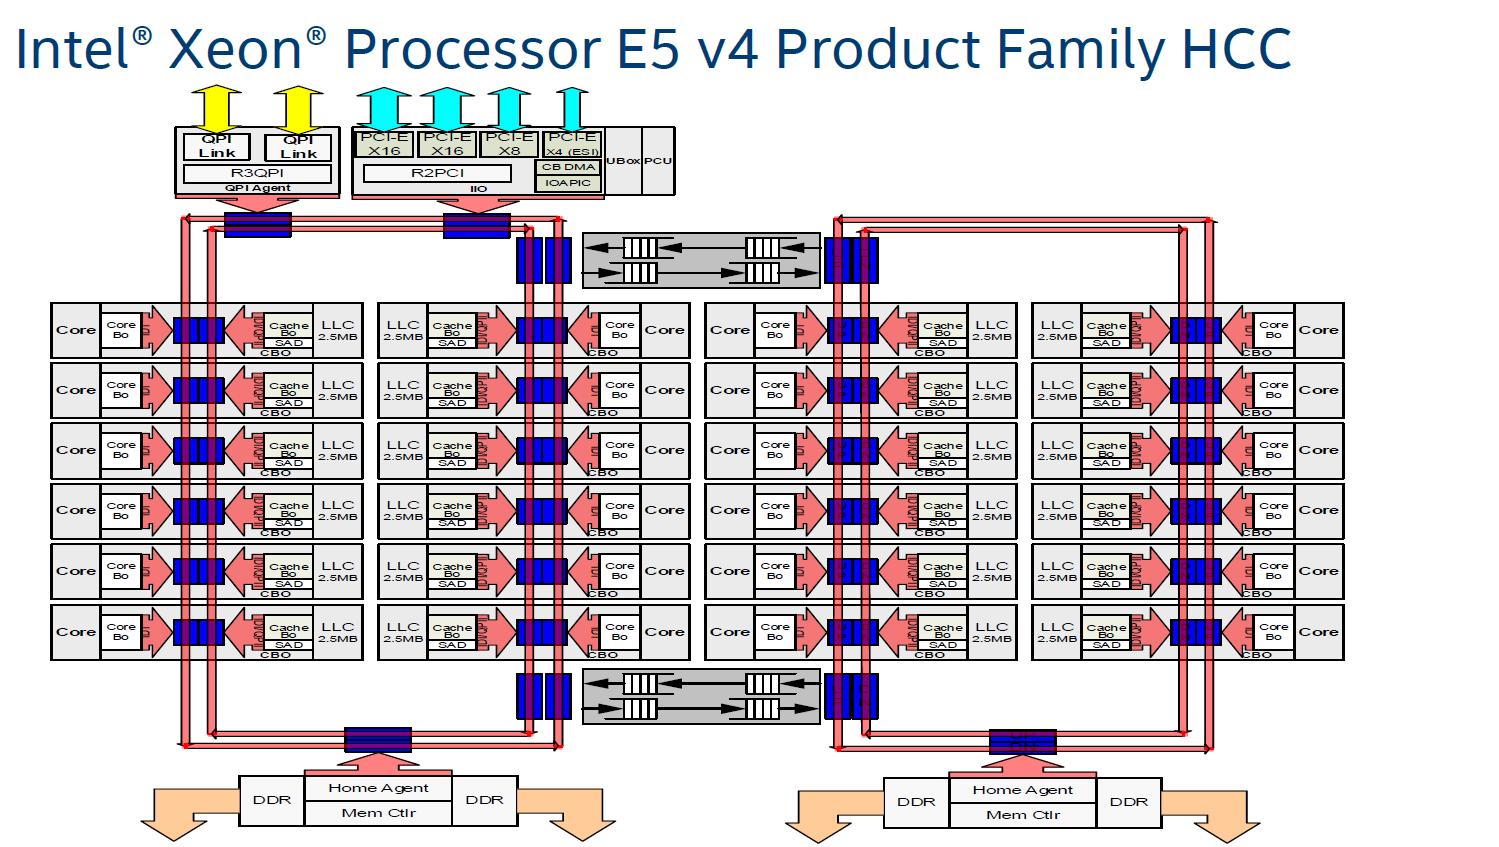 Intel® Xeon® Processor E5 v4 Product Family HCC
QPI Link
QPI Link
R3QPI
QPI Agent
PCI-E X16
PCI-E X16
PCI-E X8
PCI-E X4 (ESI)
R2PCI
CB DMA
IOAPIC
IIO
UBox
PCU
Core Core Bo Cache Bo SAD CBO LLC 2.5MB
LLC 2.5MB Cache Bo SAD Core Bo CBO Core
Core Core Bo Cache Bo SAD CBO LLC 2.5MB
LLC 2.5MB Cache Bo SAD Core Bo CBO Core
Core Core Bo Cache Bo SAD CBO LLC 2.5MB
LLC 2.5MB Cache Bo SAD Core Bo CBO Core
Core Core Bo Cache Bo SAD CBO LLC 2.5MB
LLC 2.5MB Cache Bo SAD Core Bo CBO Core
Core Core Bo Cache Bo SAD CBO LLC 2.5MB
LLC 2.5MB Cache Bo SAD Core Bo CBO Core
Core Core Bo Cache Bo SAD CBO LLC 2.5MB
LLC 2.5MB Cache Bo SAD Core Bo CBO Core
Core Core Bo Cache Bo SAD CBO LLC 2.5MB
LLC 2.5MB Cache Bo SAD Core Bo CBO Core
Core Core Bo Cache Bo SAD CBO LLC 2.5MB
LLC 2.5MB Cache Bo SAD Core Bo CBO Core
Core Core Bo Cache Bo SAD CBO LLC 2.5MB
LLC 2.5MB Cache Bo SAD Core Bo CBO Core
Core Core Bo Cache Bo SAD CBO LLC 2.5MB
LLC 2.5MB Cache Bo SAD Core Bo CBO Core
Core Core Bo Cache Bo SAD CBO LLC 2.5MB
LLC 2.5MB Cache Bo SAD Core Bo CBO Core
Core Core Bo Cache Bo SAD CBO LLC 2.5MB
LLC 2.5MB Cache Bo SAD Core Bo CBO Core
DDR
Home Agent
Mem Ctlr
DDR
DDR
Home Agent
Mem Ctlr
DDR